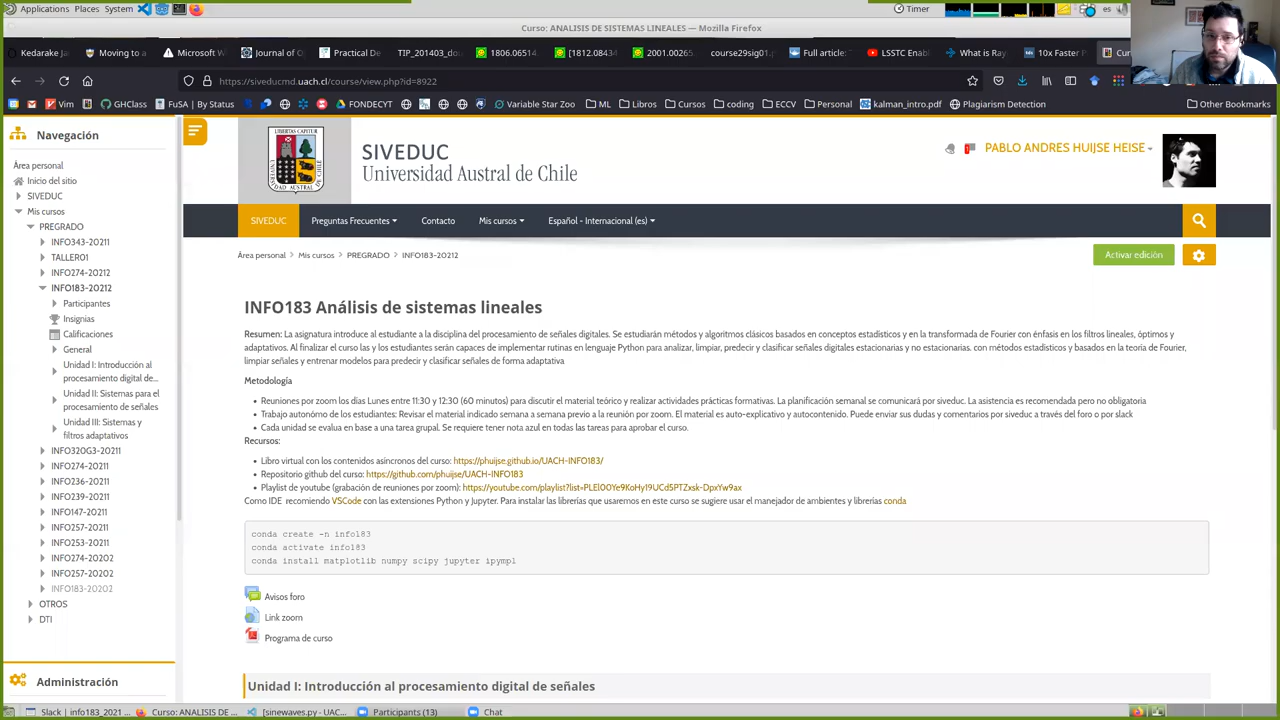 Applications Places System
Timer
es
Curso: ANALISIS DE SISTEMAS LINEALES — Mozilla Firefox
Kedarake J
Moving to a
Microsoft W
Journal of O
Practical De
TIP_201403_do
1806.06514
[1812.0843
2001.00265
course29sig01.p
Full article:
LSSTC Enabl
What is Ray
10x Faster P
Cur
https://siveducmd.uach.cl/course/view.php?id=8922
Vim
GHClass
FuSA | By Status
FONDECYT
Variable Star Zoo
ML
Libros
Cursos
coding
ECCV
Personal
kalman_intro.pdf
Plagiarism Detection
Other Bookmarks
Navegación
Área personal
Inicio del sitio
SIVEDUC
Mis cursos
PREGRADO
INFO343-20211
TALLER01
INFO274-20212
INFO183-20212
Participantes
Insignias
Calificaciones
General
Unidad I: Introducción al
procesamiento digital de...
Unidad II: Sistemas para el
procesamiento de señales
Unidad III: Sistemas y
filtros adaptativos
INFO320G3-20211
INFO274-20211
INFO236-20211
INFO239-20211
INFO147-20211
INFO257-20211
INFO253-20211
INFO274-20202
INFO257-20202
INFO183-20202
OTROS
DTI
Administración
LIBERTAS CAPITUR
SIVEDUC
Universidad Austral de Chile
PABLO ANDRES HUIJSE HEISE
SIVEDUC
Preguntas Frecuentes
Contacto
Mis cursos
Español - Internacional (es)
Área personal
Mis cursos
PREGRADO
INFO183-20212
Activar edición
INFO183 Análisis de sistemas lineales
Resumen: La asignatura introduce al estudiante a la disciplina del procesamiento de señales digitales. Se estudiarán métodos y algoritmos clásicos basados en conceptos estadísticos y en la transformada de Fourier con énfasis en los filtros lineales, óptimos y
adaptativos. Al finalizar el curso las y los estudiantes serán capaces de implementar rutinas en lenguaje Python para analizar, limpiar, predecir y clasificar señales digitales estacionarias y no estacionarias. con métodos estadísticos y basados en la teoría de Fourier,
limpiar señales y entrenar modelos para predecir y clasificar señales de forma adaptativa
Metodología
• Reuniones por zoom los dias Lunes entre 11:30 y 12:30 (60 minutos) para discutir el material teórico y realizar actividades prácticas formativas. La planificación semanal se comunicará por siveduc. La asistencia es recomendada pero no obligatoria
• Trabajo autonómo de los estudiantes: Revisar el material indicado semana a semana previo a la reunión por zoom. El material es auto-explicativo y autocontenido. Puede enviar sus dudas y comentarios por siveduc a través del foro o por slack
• Cada unidad se evalua en base a una tarea grupal. Se requiere tener nota azul en todas las tareas para aprobar el curso.
Recursos:
• Libro virtual con los contenidos asíncronos del curso: https://phuijse.github.io/UACH-INFO183/
• Repositorio github del curso: https://github.com/phuijse/UACH-INFO183
• Playlist de youtube (grabación de reuniones por zoom): https://youtube.com/playlist?list=PLEl00Ye9KoHy19UCd5PTZxsk-DpxYw9ax
Como IDE recomiendo VSCode con las extensiones Python y Jupyter. Para instalar las librerías que usaremos en este curso se sugiere usar el manejador de ambientes y librerias conda
conda create -n info183
conda activate info183
conda install matplotlib numpy scipy jupyter ipympl
Avisos foro
Link zoom
Programa de curso
Unidad I: Introducción al procesamiento digital de señales
Slack | info183_2021 ...
Curso: ANALISIS DE ...
[sinewaves.py - UAC...
Participants (13)
Chat